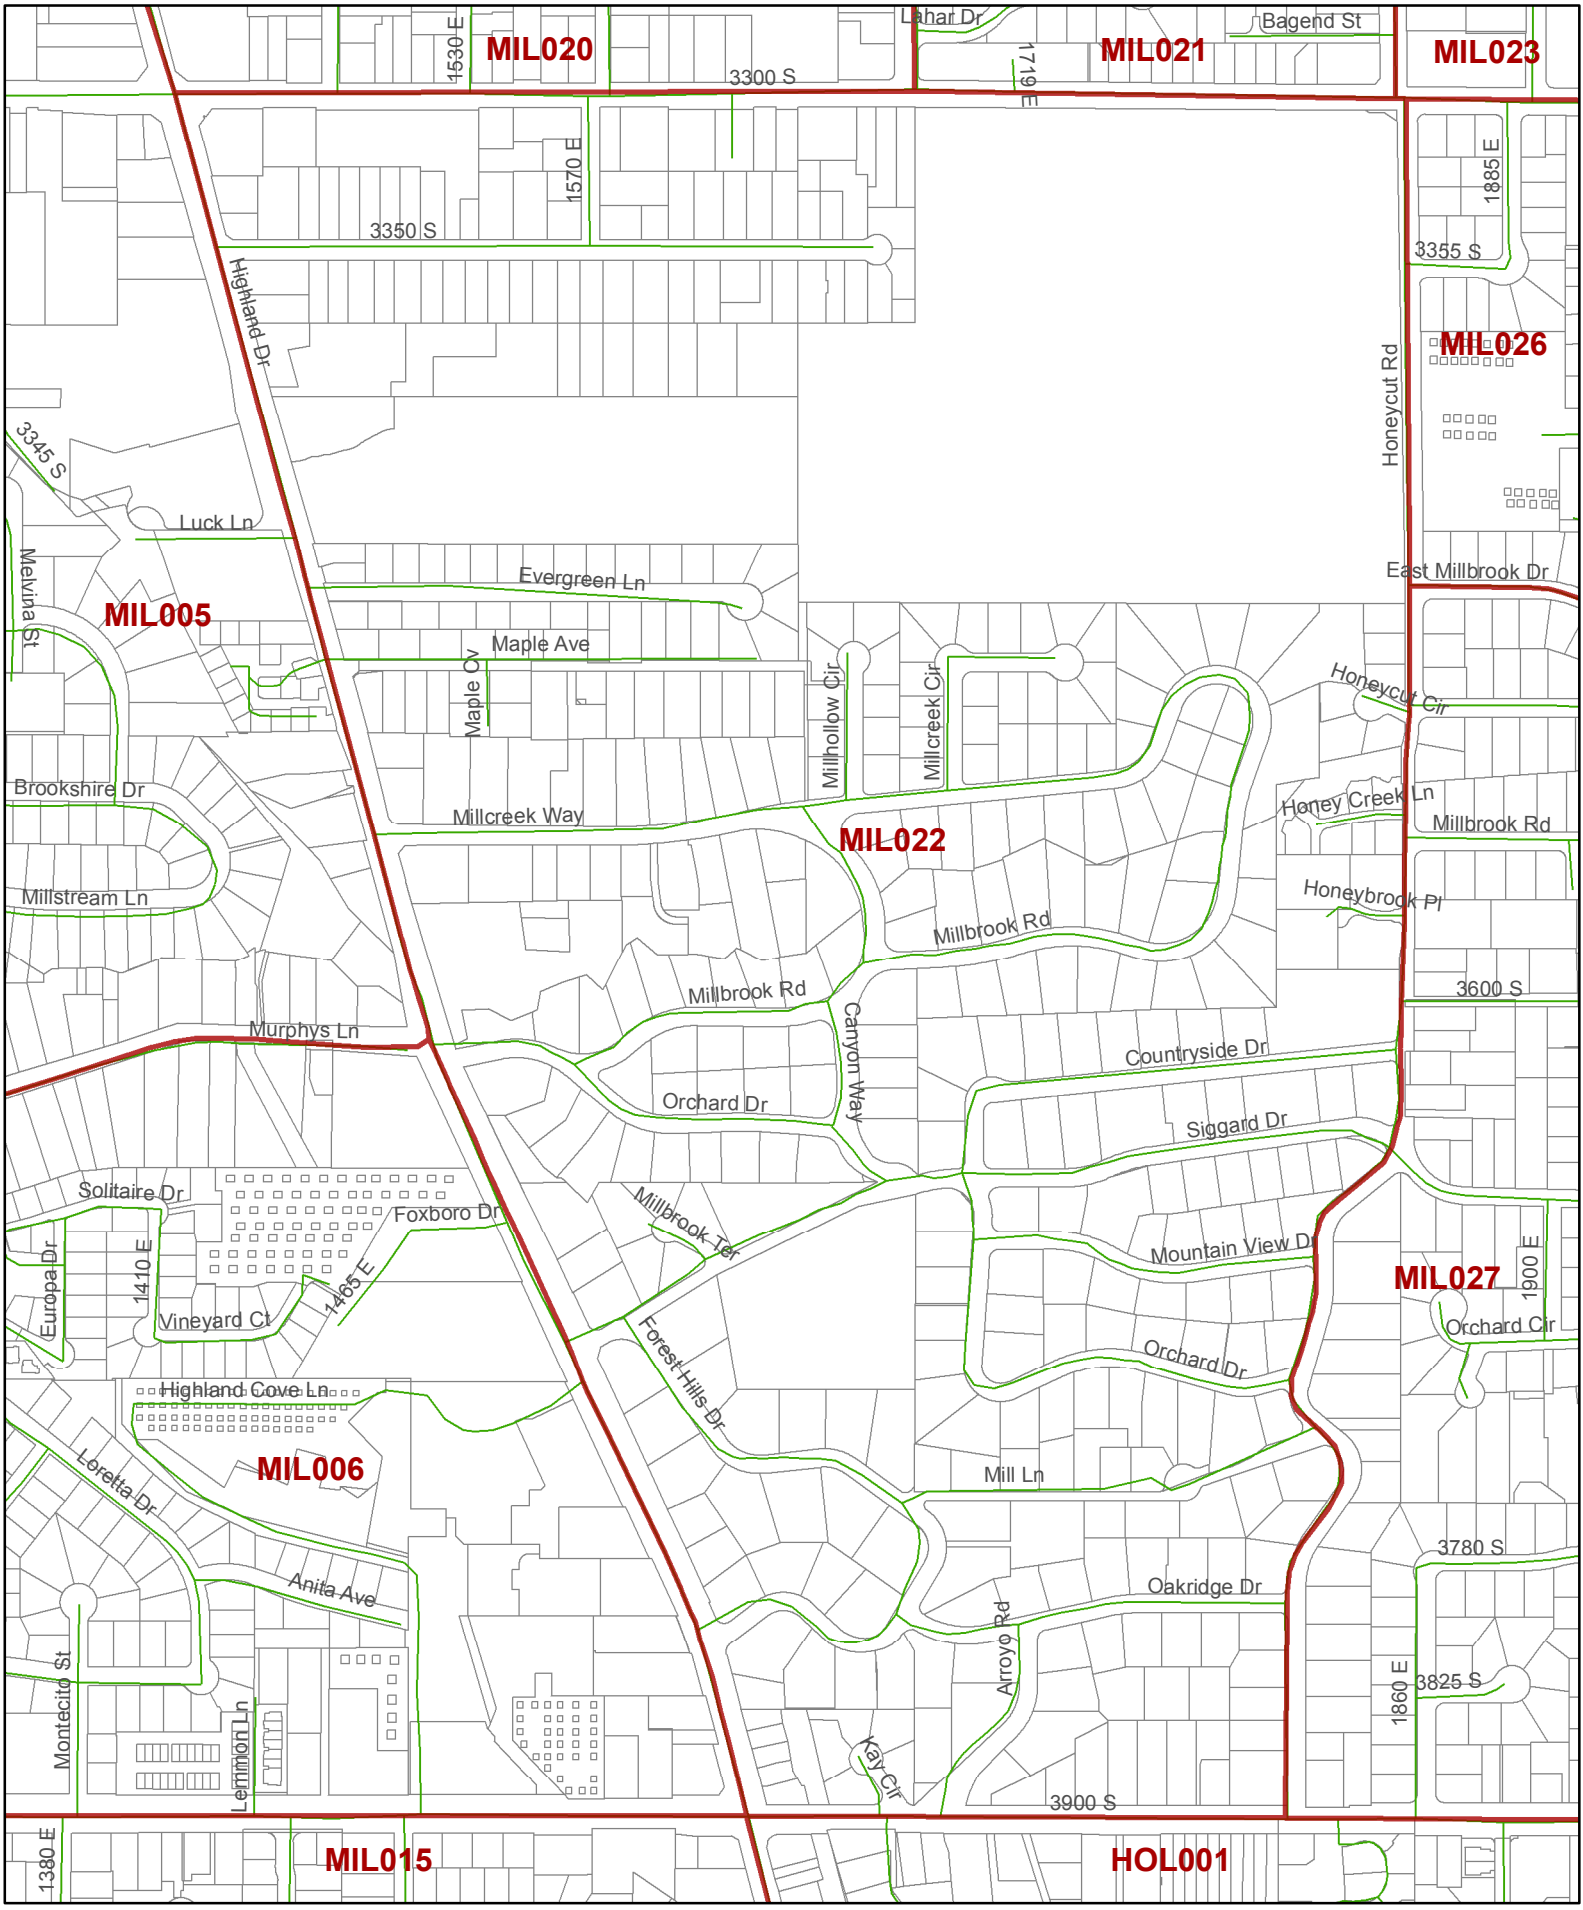 Lahar Dr
Bagend St
1530 E
MIL020
MIL021
MIL023
1719 E
3300 S
1570 E
1885 E
3350 S
3355 S
Highland Dr
MIL026
Honeycut Rd
3345 S
Luck Ln
Melvina St
Evergreen Ln
East Millbrook Dr
MIL005
Maple Ave
Maple Cv
Millhollow Cir
Millcreek Cir
Honeycut Cir
Brookshire Dr
Millcreek Way
Honey Creek Ln
MIL022
Millbrook Rd
Millstream Ln
Honeybrook Pl
Millbrook Rd
Millbrook Rd
3600 S
Murphys Ln
Canyon Way
Countryside Dr
Orchard Dr
Siggard Dr
Solitaire Dr
Foxboro Dr
Millbrook Ter
Europa Dr
1410 E
1465 E
Mountain View Dr
MIL027
1900 E
Vineyard Ct
Forest Hills Dr
Orchard Cir
Orchard Dr
Highland Cove Ln
Loretta Dr
MIL006
Mill Ln
3780 S
Anita Ave
Oakridge Dr
Arroyo Rd
Montecito St
1860 E
3825 S
Lemmon Ln
Kay Cir
3900 S
1380 E
MIL015
HOL001